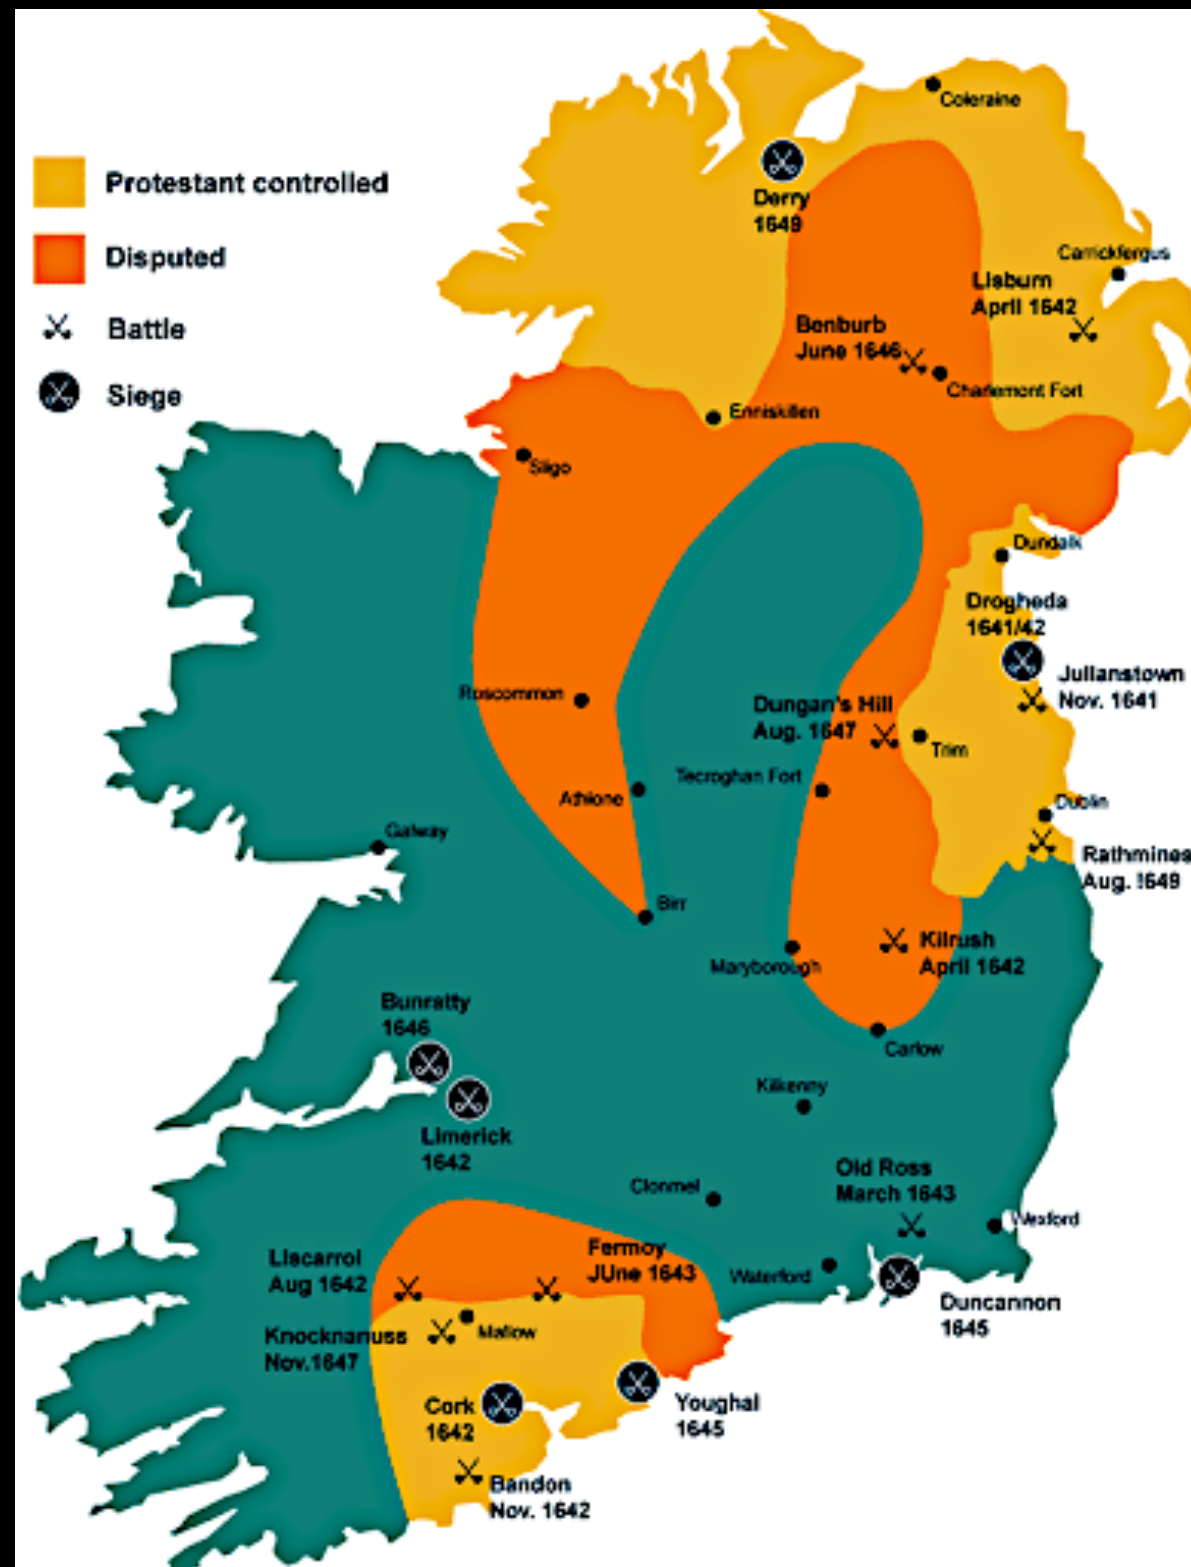 Protestant controlled
Disputed
Battle
Siege
Coleraine
Derry
1649
Carrickfergus
Lisburn
April 1642
Benburb
June 1646
Charlemont Fort
Enniskillen
Sligo
Dundalk
Drogheda
1641/42
Julianstown
Nov. 1641
Roscommon
Dungan's Hill
Aug. 1647
Trim
Tecroghan Fort
Athlone
Dublin
Galway
Rathmines
Aug. 1649
Birr
Kilrush
April 1642
Maryborough
Bunratty
1646
Carlow
Kilkenny
Limerick
1642
Old Ross
March 1643
Clonmel
Wexford
Liscarrol
Aug 1642
Fermoy
JUne 1643
Waterford
Duncannon
1645
Knocknanuss
Nov.1647
Mallow
Cork
1642
Youghal
1645
Bandon
Nov. 1642